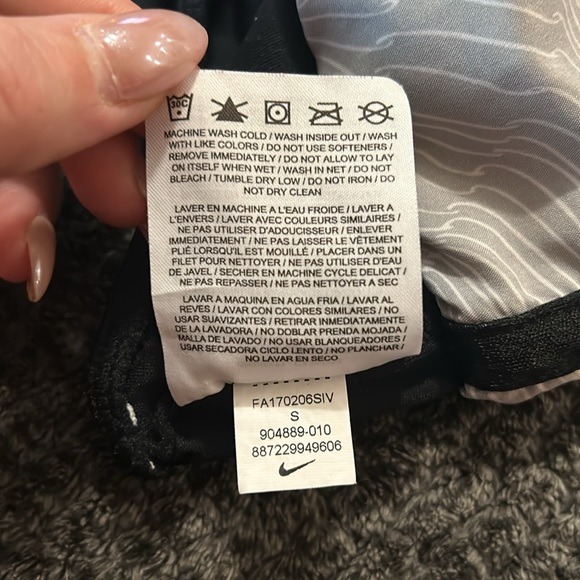 30C
MACHINE WASH COLD / WASH INSIDE OUT / WASH
WITH LIKE COLORS / DO NOT USE SOFTENERS /
REMOVE IMMEDIATELY / DO NOT ALLOW TO LAY
ON ITSELF WHEN WET / WASH IN NET / DO NOT
BLEACH / TUMBLE DRY LOW / DO NOT IRON / DO
NOT DRY CLEAN
LAVER EN MACHINE A L'EAU FROIDE / LAVER A
L'ENVERS / LAVER AVEC COULEURS SIMILAIRES /
NE PAS UTILISER D'ADOUCISSEUR / ENLEVER
IMMEDIATEMENT / NE PAS LAISSER LE VÊTEMENT
PLIÉ LORSQU'IL EST MOUILLÉ / PLACER DANS UN
FILET POUR NETTOYER / NE PAS UTILISER D'EAU
DE JAVEL / SECHER EN MACHINE CYCLE DELICAT /
NE PAS REPASSER / NE PAS NETTOYER A SEC
LAVAR A MAQUINA EN AGUA FRIA / LAVAR AL
REVES / LAVAR CON COLORES SIMILARES / NO
USAR SUAVIZANTES / RETIRAR INMEDIATAMENTE
DE LA LAVADORA / NO DOBLAR PRENDA MOJADA /
MALLA DE LAVADO / NO USAR BLANQUEADORES /
USAR SECADORA CICLO LENTO / NO PLANCHAR /
NO LAVAR EN SECO
FA170206SIV
S
904889-010
887229949606